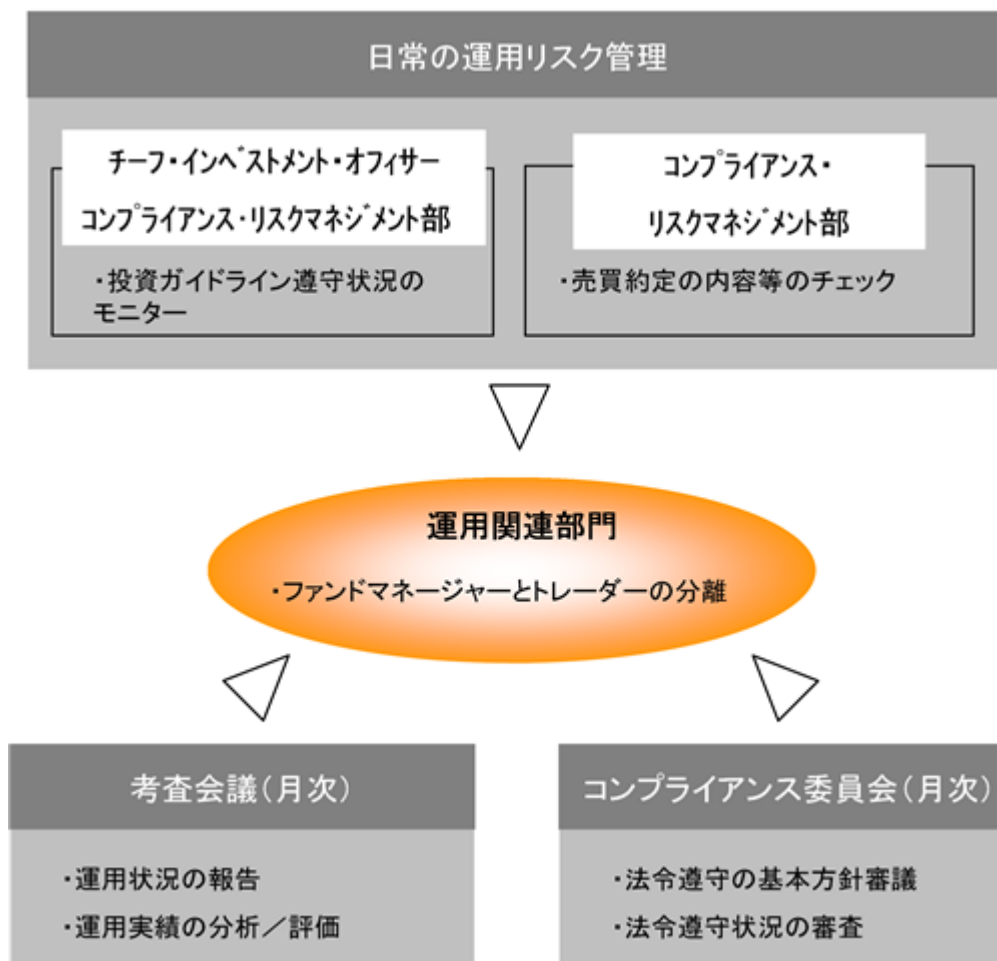 日常の運用リスク管理
チーフ・インベストメント・オフィサー
コンプライアンス・リスクマネジメント部
・投資ガイドライン遵守状況の
モニター
コンプライアンス・
リスクマネジメント部
・売買約定の内容等のチェック
運用関連部門
・ファンドマネージャーとトレーダーの分離
考査会議(月次)
・運用状況の報告
・運用実績の分析/評価
コンプライアンス委員会(月次)
・法令遵守の基本方針審議
・法令遵守状況の審査